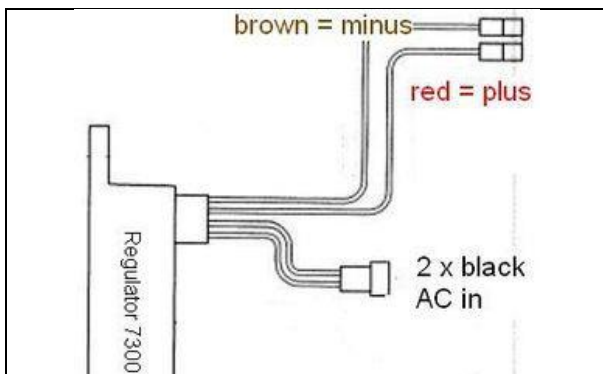 brown = minus
red = plus
2 x black
AC in
Regulator 7300